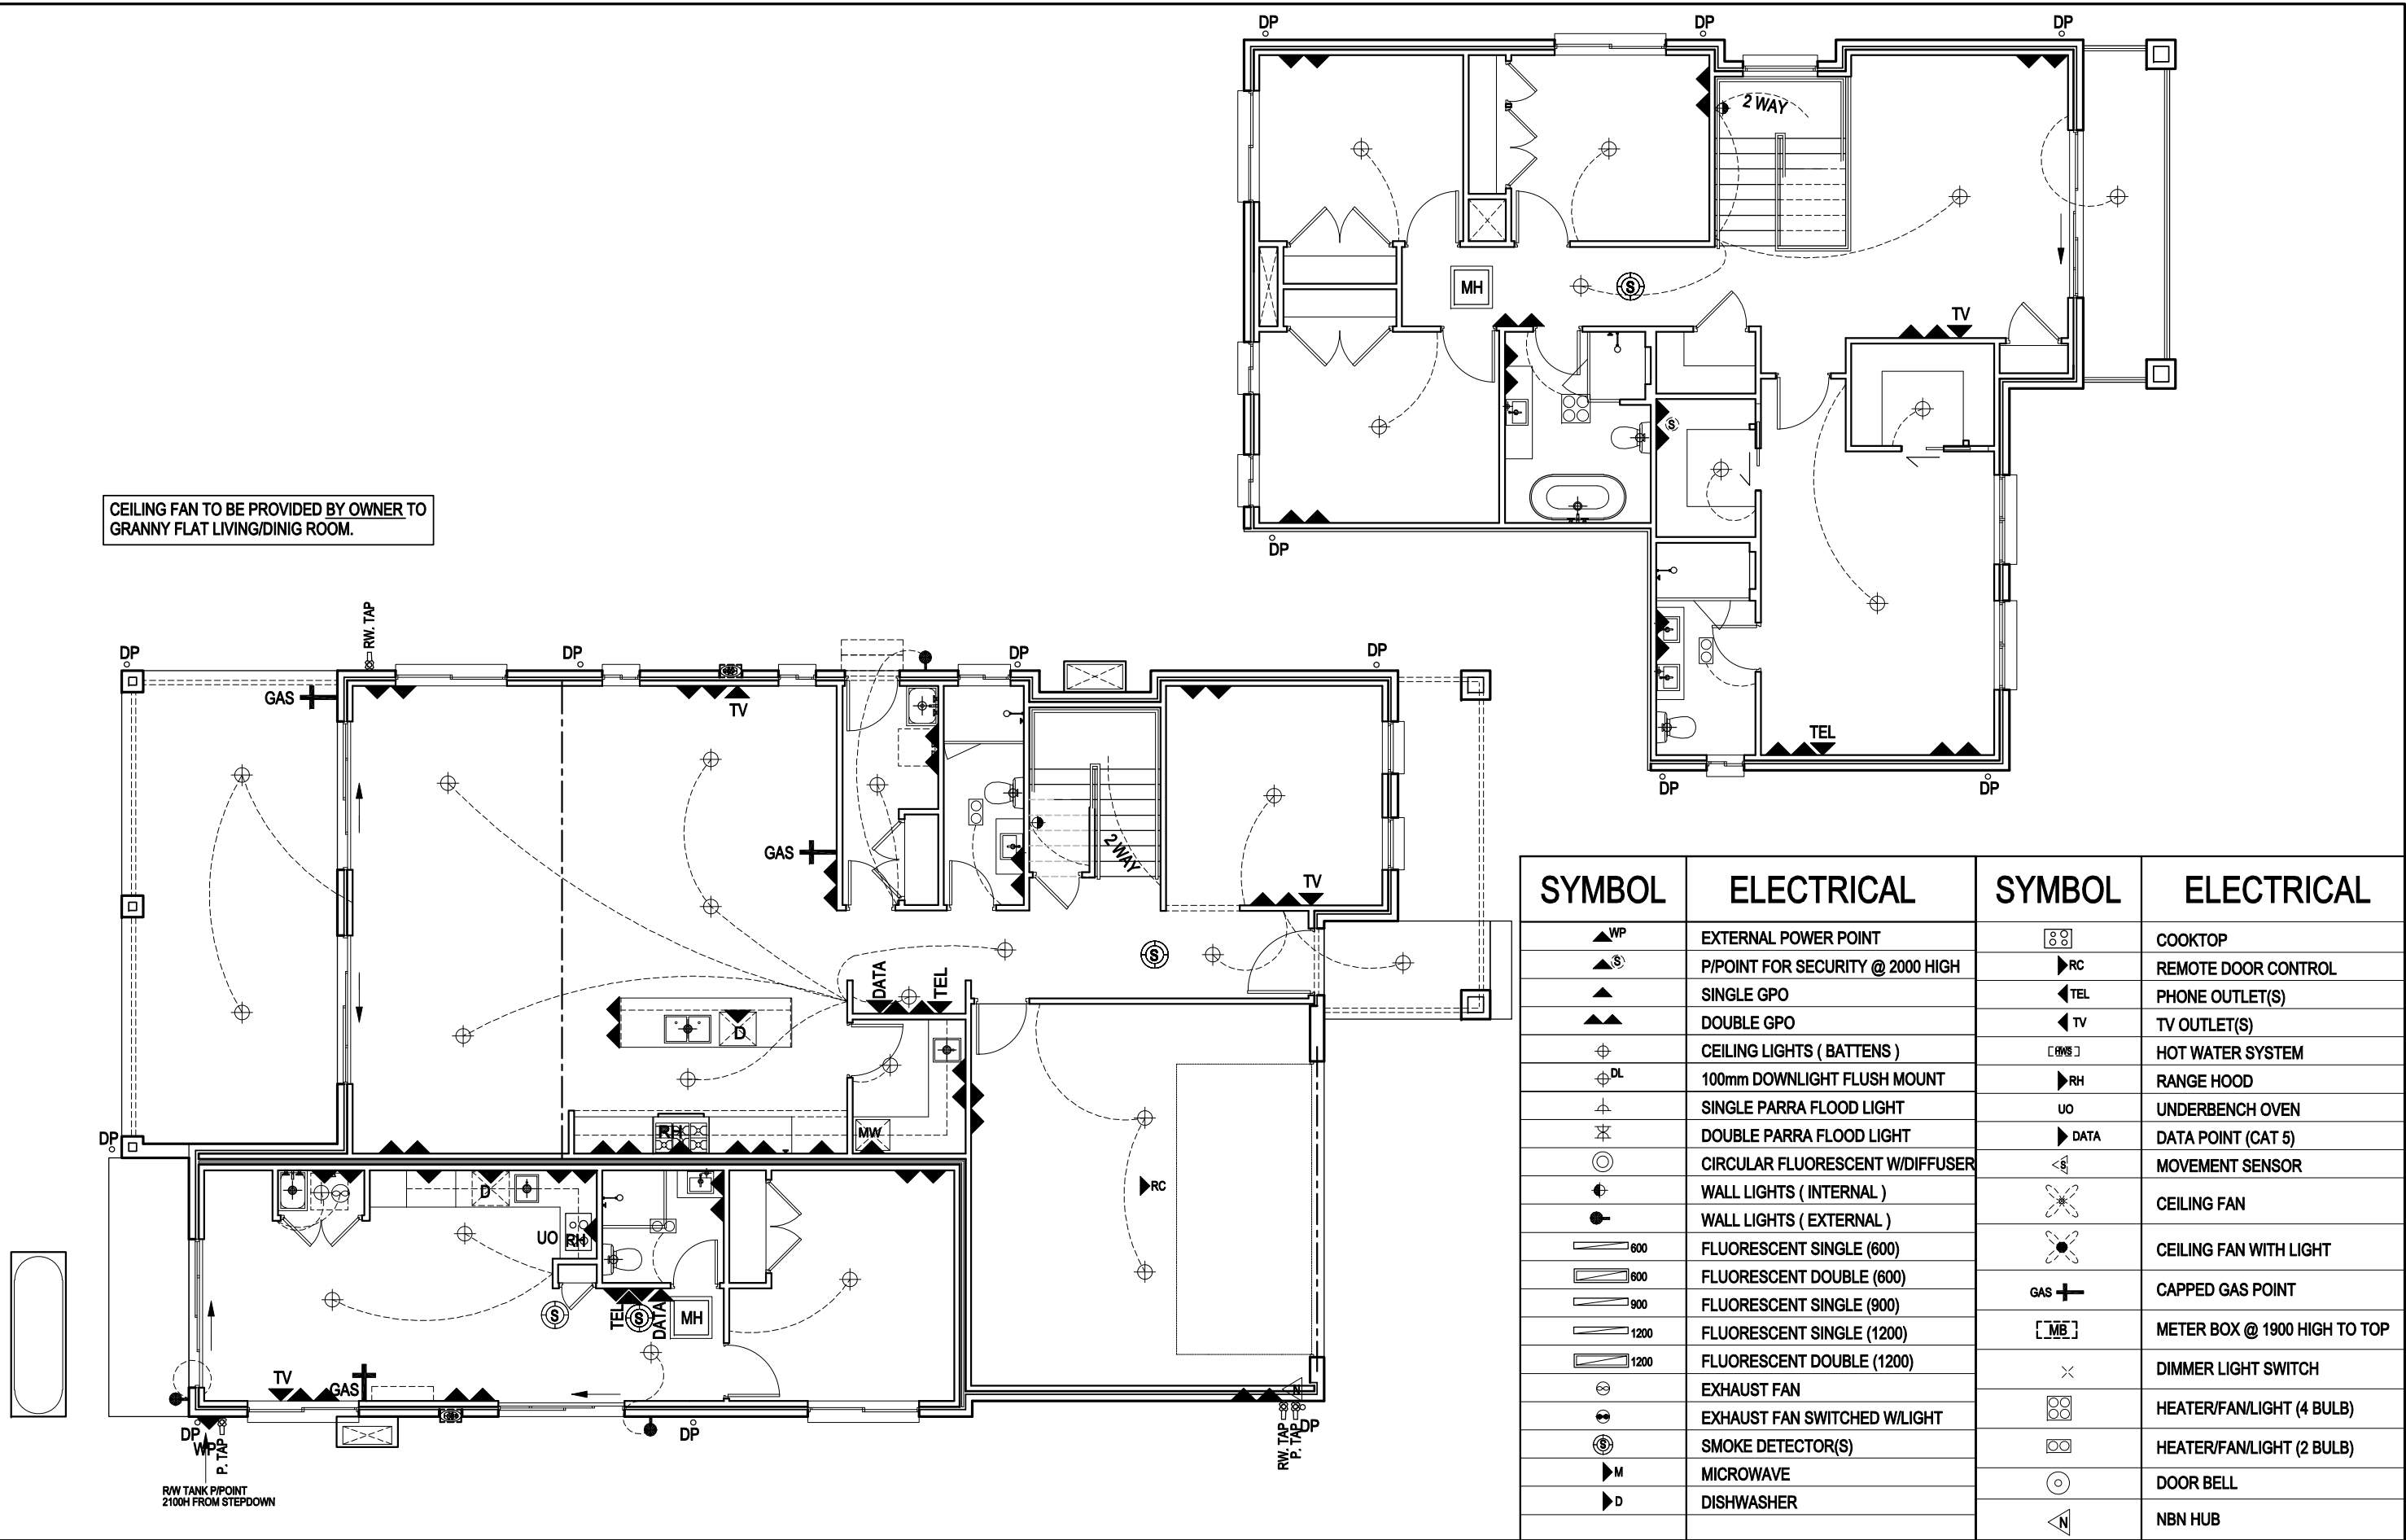 DP
DP
DP
2 WAY
MH
S
TV
S
DP
TEL
DP
DP
CEILING FAN TO BE PROVIDED BY OWNER TO
GRANNY FLAT LIVING/DINIG ROOM.
RW. TAP
DP
DP
DP
DP
GAS
TV
GAS
2 WAY
TV
S
DATA
TEL
D
DP
RH
MW
RC
D
UO
RH
S
TEL
S
DATA
MH
TV
GAS
N
DP
WP
P. TAP
DP
RW. TAP
P. TAP
DP
R/W TANK P/POINT
2100H FROM STEPDOWN
SYMBOL
ELECTRICAL
WP
EXTERNAL POWER POINT
S
P/POINT FOR SECURITY @ 2000 HIGH
SINGLE GPO
DOUBLE GPO
CEILING LIGHTS ( BATTENS )
DL
100mm DOWNLIGHT FLUSH MOUNT
SINGLE PARRA FLOOD LIGHT
DOUBLE PARRA FLOOD LIGHT
CIRCULAR FLUORESCENT W/DIFFUSER
WALL LIGHTS ( INTERNAL )
WALL LIGHTS ( EXTERNAL )
600
FLUORESCENT SINGLE (600)
600
FLUORESCENT DOUBLE (600)
900
FLUORESCENT SINGLE (900)
1200
FLUORESCENT SINGLE (1200)
1200
FLUORESCENT DOUBLE (1200)
EXHAUST FAN
EXHAUST FAN SWITCHED W/LIGHT
S
SMOKE DETECTOR(S)
M
MICROWAVE
D
DISHWASHER
SYMBOL
ELECTRICAL
COOKTOP
RC
REMOTE DOOR CONTROL
TEL
PHONE OUTLET(S)
TV
TV OUTLET(S)
HWS
HOT WATER SYSTEM
RH
RANGE HOOD
UO
UNDERBENCH OVEN
DATA
DATA POINT (CAT 5)
S
MOVEMENT SENSOR
CEILING FAN
CEILING FAN WITH LIGHT
GAS
CAPPED GAS POINT
MB
METER BOX @ 1900 HIGH TO TOP
DIMMER LIGHT SWITCH
HEATER/FAN/LIGHT (4 BULB)
HEATER/FAN/LIGHT (2 BULB)
DOOR BELL
N
NBN HUB